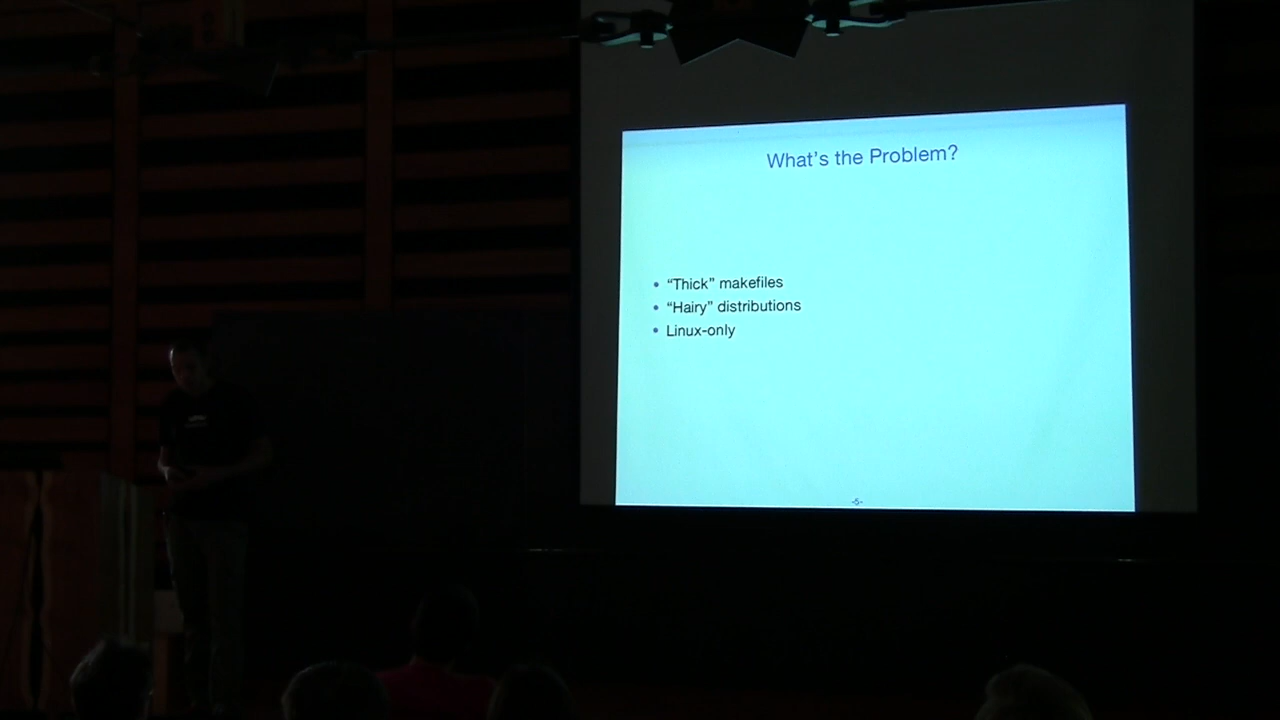 What’s the Problem?
• “Thick” makefiles
• “Hairy” distributions
• Linux-only
-5-